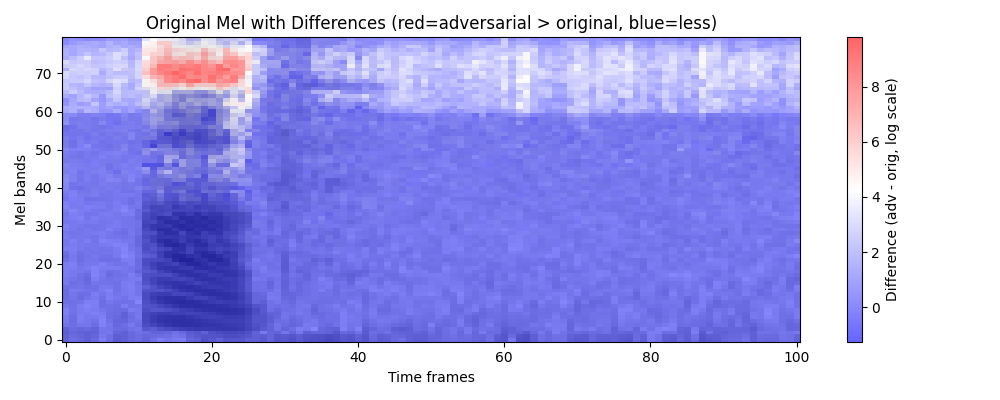 Original Mel with Differences (red=adversarial > original, blue=less)
70
60
50
40
30
20
10
0
Mel bands
0 20 40 60 80 100
Time frames
8
6
4
2
0
Difference (adv - orig, log scale)